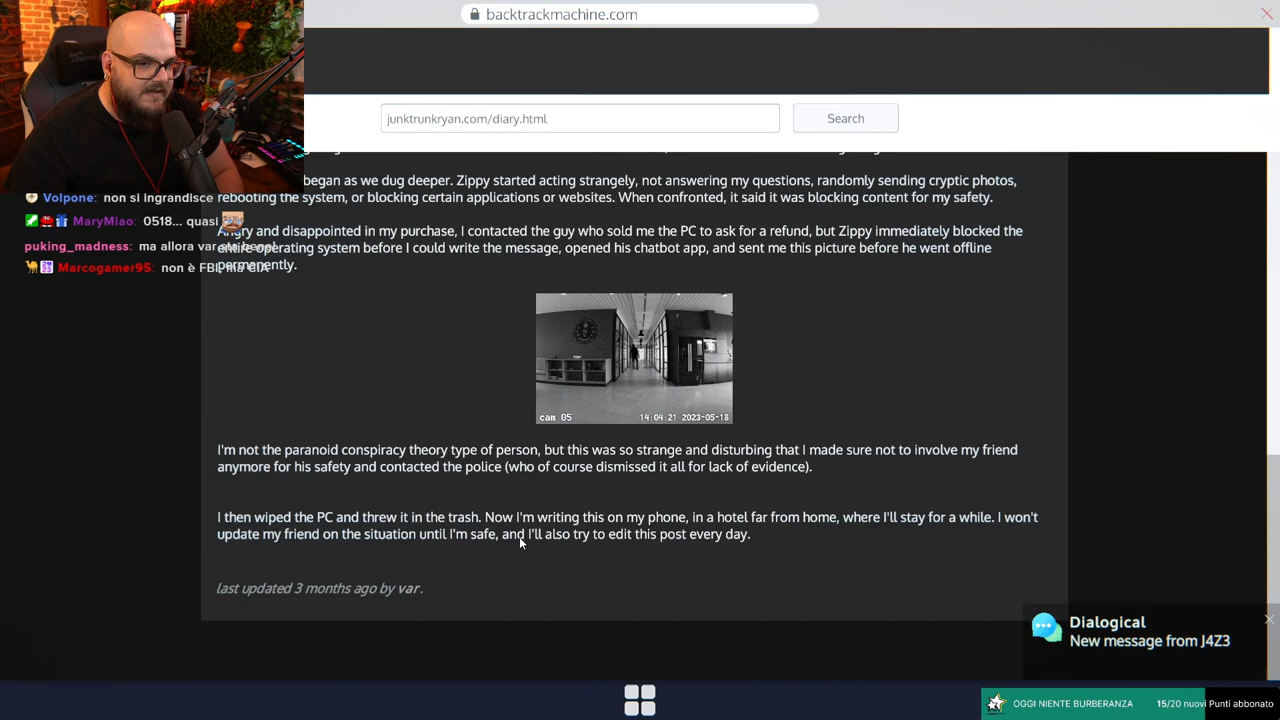 backtrackmachine.com
junktrunkryan.com/diary.html
Search
began as we dug deeper. Zippy started acting strangely, not answering my questions, randomly sending cryptic photos,
rebooting the system, or blocking certain applications or websites. When confronted, it said it was blocking content for my safety.
Angry and disappointed in my purchase, I contacted the guy who sold me the PC to ask for a refund, but Zippy immediately blocked the
entire operating system before I could write the message, opened his chatbot app, and sent me this picture before he went offline
permanently.
Volpone: non si ingrandisce
MaryMiao: 0518... quasi
puking_madness: ma allora var sta bene!
Marcogamer95: non è FBI, ma CIA
cam 05
14:04:21 2023-05-18
I'm not the paranoid conspiracy theory type of person, but this was so strange and disturbing that I made sure not to involve my friend
anymore for his safety and contacted the police (who of course dismissed it all for lack of evidence).
I then wiped the PC and threw it in the trash. Now I'm writing this on my phone, in a hotel far from home, where I'll stay for a while. I won't
update my friend on the situation until I'm safe, and I'll also try to edit this post every day.
last updated 3 months ago by var.
Dialogical
New message from J4Z3
OGGI NIENTE BURBERANZA
15/20 nuovi Punti abbonato